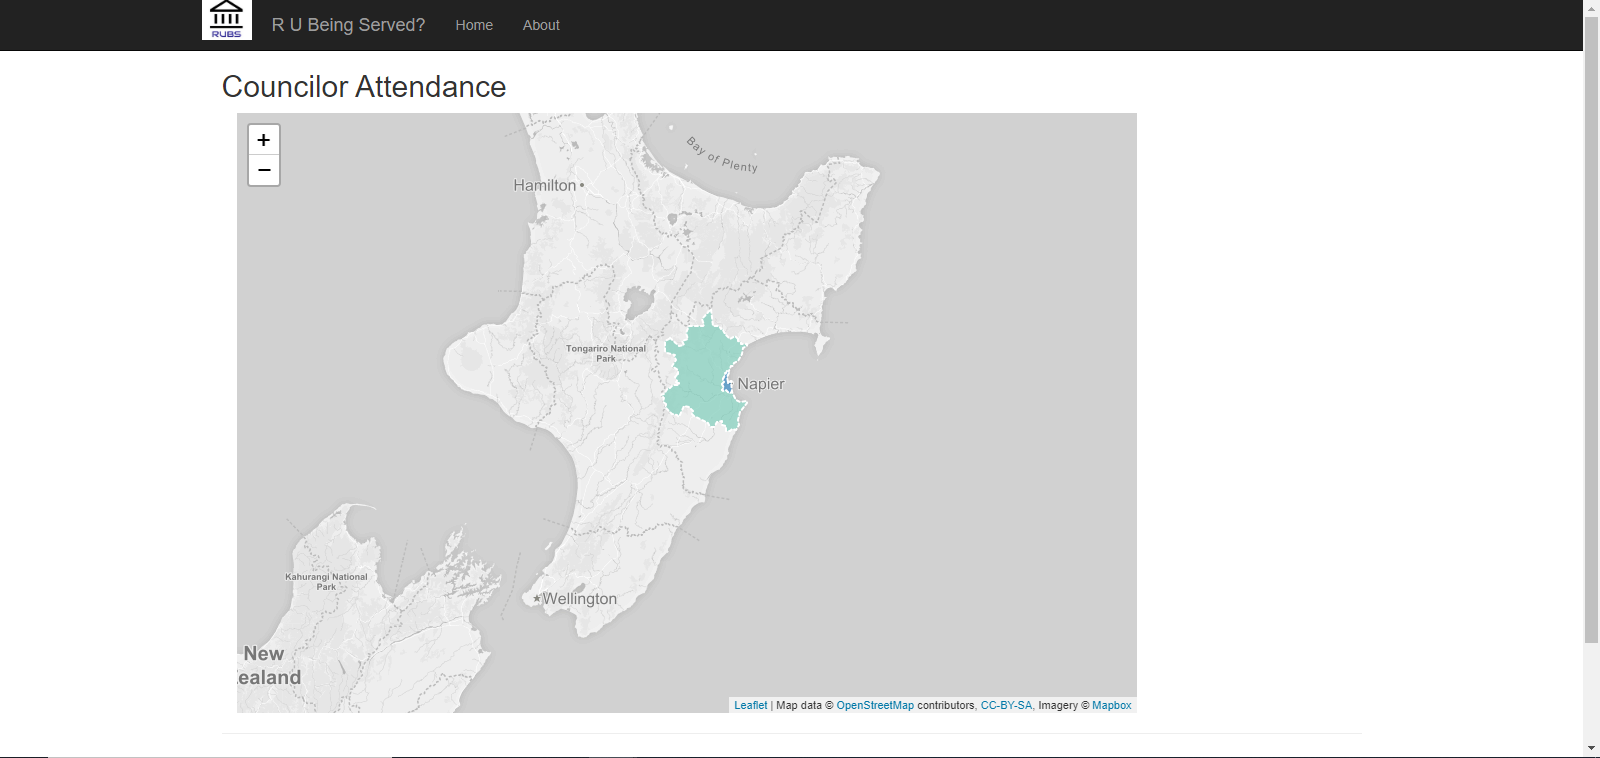 RUBS
R U Being Served?
Home
About
Councilor Attendance
+
−
Bay of Plenty
Hamilton
Tongariro National
Park
Napier
Kahurangi National
Park
Wellington
New
ealand
Leaflet | Map data © OpenStreetMap contributors, CC-BY-SA, Imagery © Mapbox